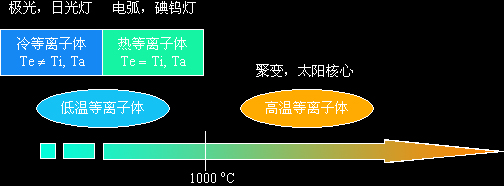 极光，日光灯
电弧，碘钨灯
冷等离子体
Te ≠ Ti, Ta
热等离子体
Te = Ti, Ta
聚变，太阳核心
低温等离子体
高温等离子体
1000 °C